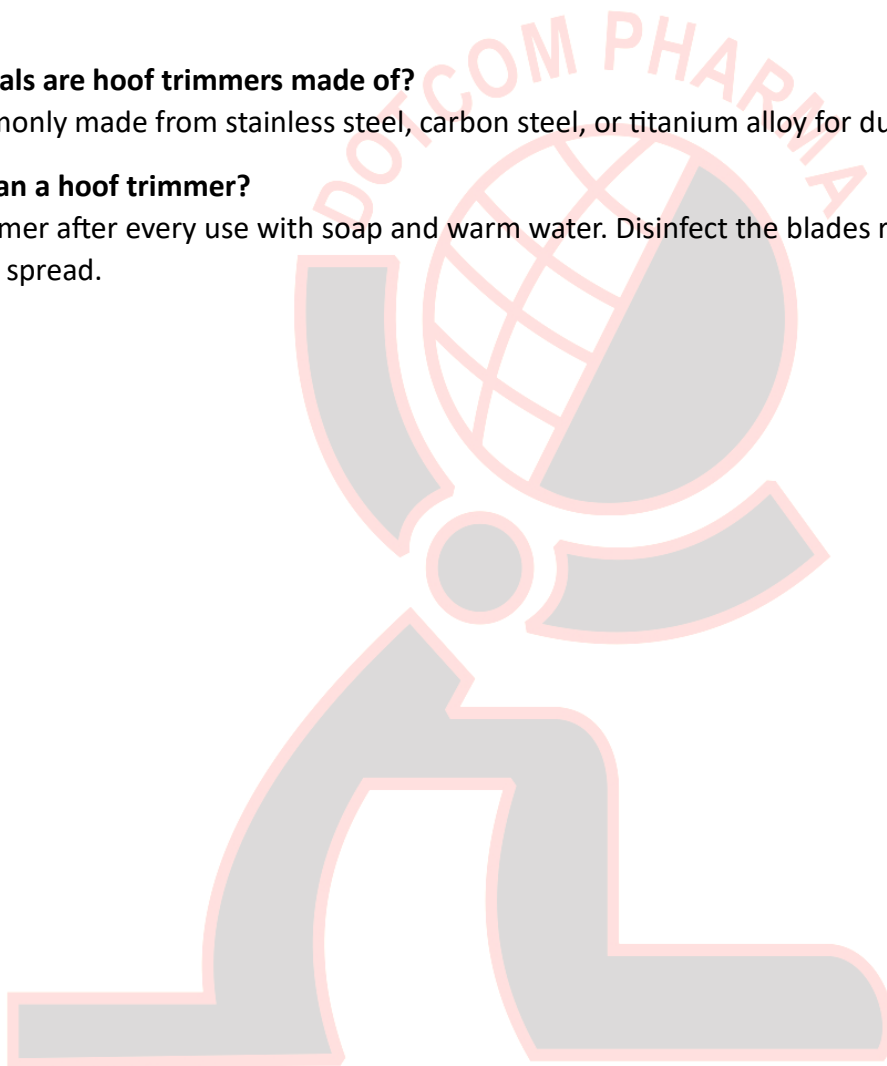 DOTCOM PHARMA
als are hoof trimmers made of?
monly made from stainless steel, carbon steel, or titanium alloy for du
an a hoof trimmer?
mer after every use with soap and warm water. Disinfect the blades r
spread.